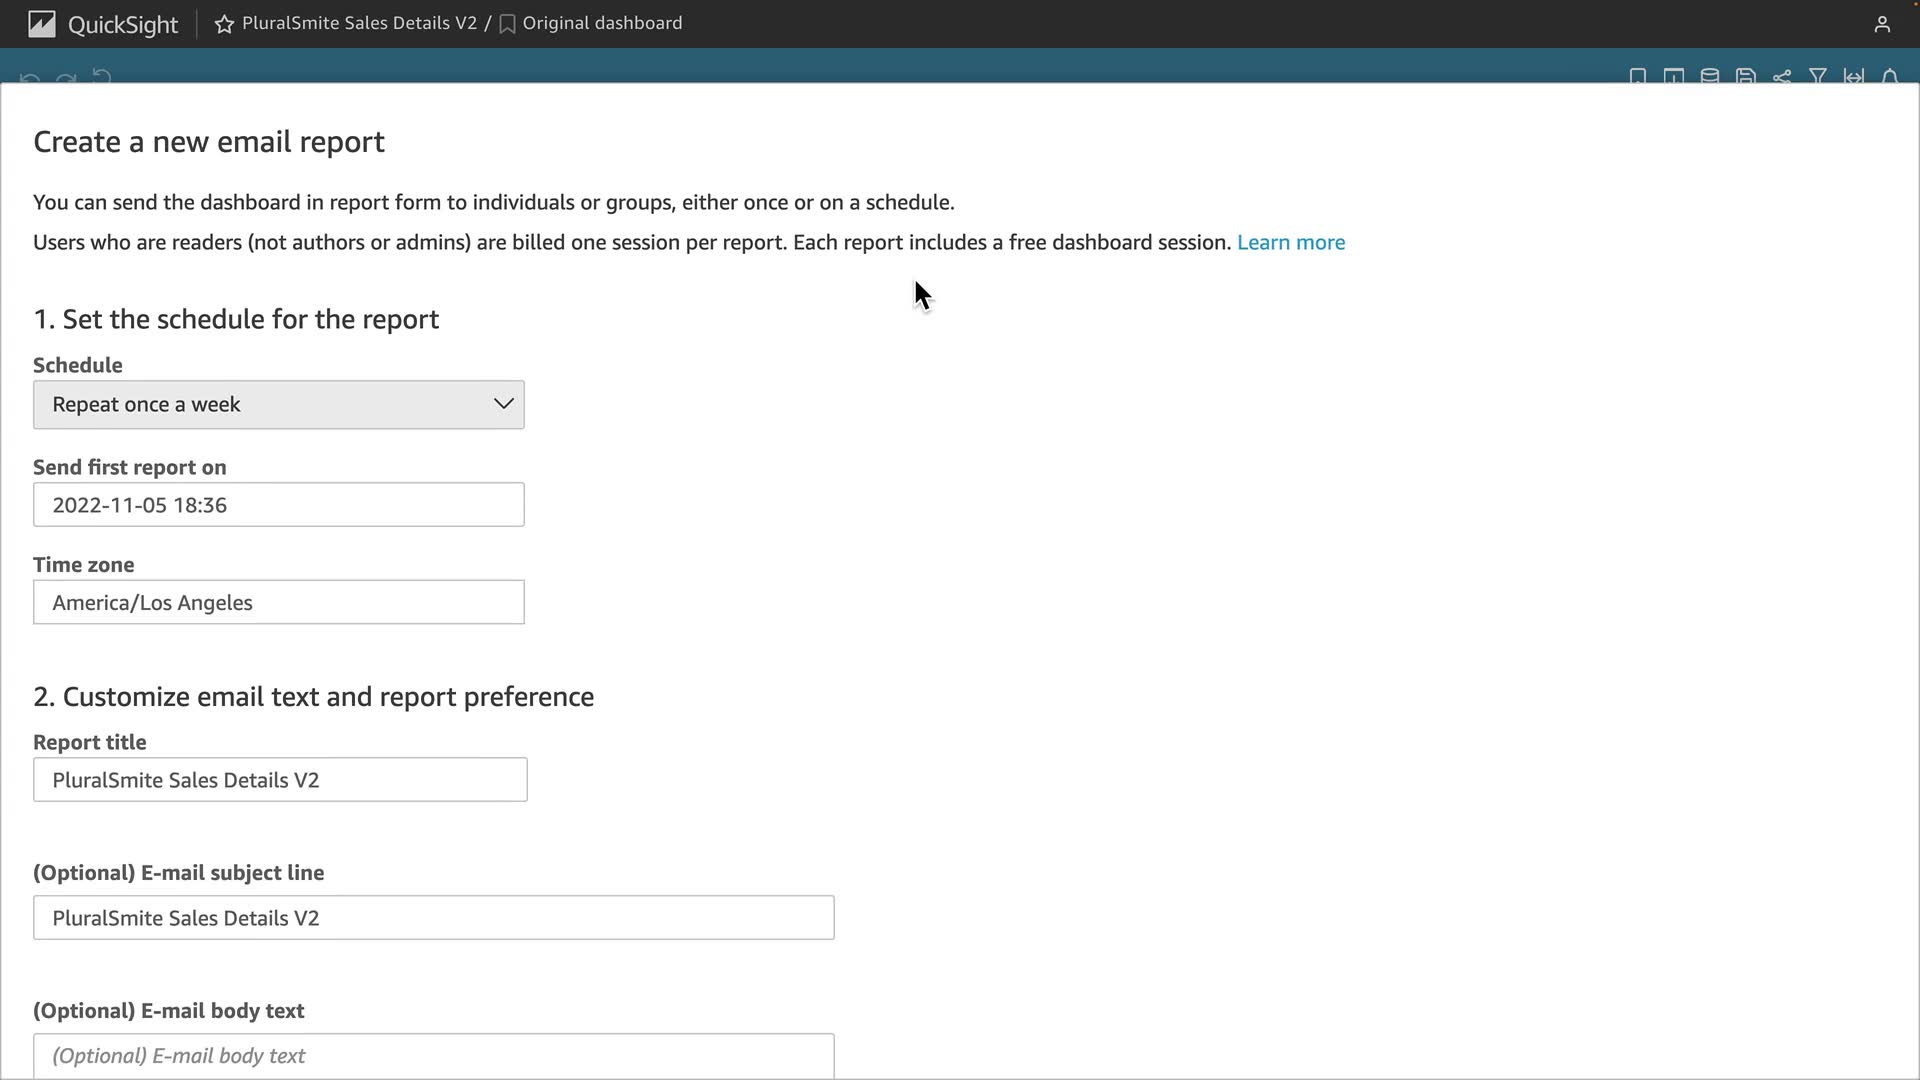 QuickSight
PluralSmite Sales Details V2 / Original dashboard
Create a new email report
You can send the dashboard in report form to individuals or groups, either once or on a schedule.
Users who are readers (not authors or admins) are billed one session per report. Each report includes a free dashboard session. Learn more
1. Set the schedule for the report
Schedule
Repeat once a week
Send first report on
2022-11-05 18:36
Time zone
America/Los Angeles
2. Customize email text and report preference
Report title
PluralSmite Sales Details V2
(Optional) E-mail subject line
PluralSmite Sales Details V2
(Optional) E-mail body text
(Optional) E-mail body text